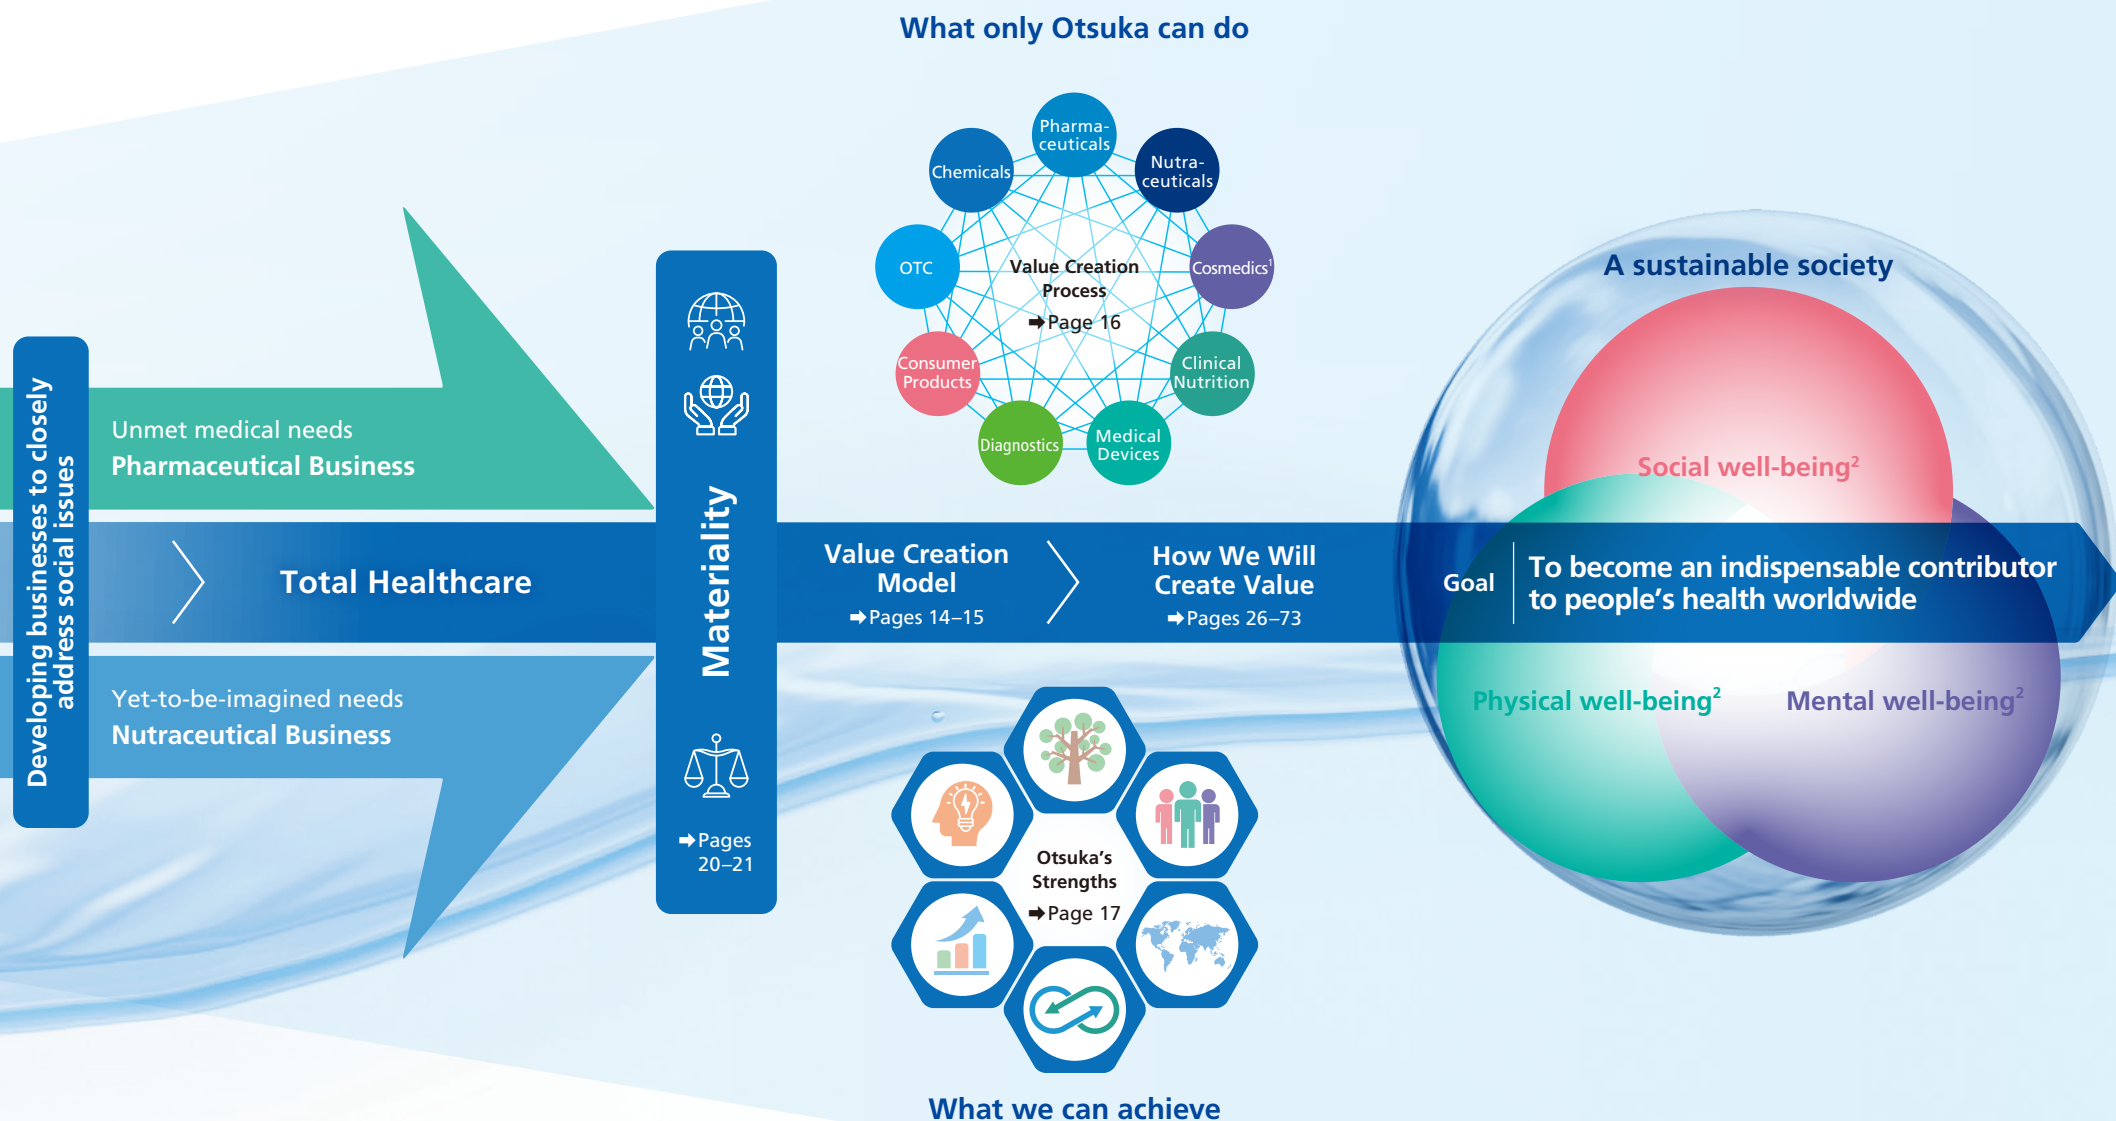 What only Otsuka can do
Pharma-
ceuticals
Nutra-
ceuticals
Chemicals
OTC
Cosmedics¹
Value Creation
Process
➡Page 16
Consumer
Products
Clinical
Nutrition
Diagnostics
Medical
Devices
Developing businesses to closely
address social issues
Unmet medical needs
Pharmaceutical Business
Total Healthcare
Yet-to-be-imagined needs
Nutraceutical Business
Materiality
➡Pages
20–21
Value Creation
Model
➡Pages 14–15
How We Will
Create Value
➡Pages 26–73
Otsuka's
Strengths
➡Page 17
What we can achieve
A sustainable society
Social well-being²
Goal
To become an indispensable contributor
to people's health worldwide
Physical well-being²
Mental well-being²